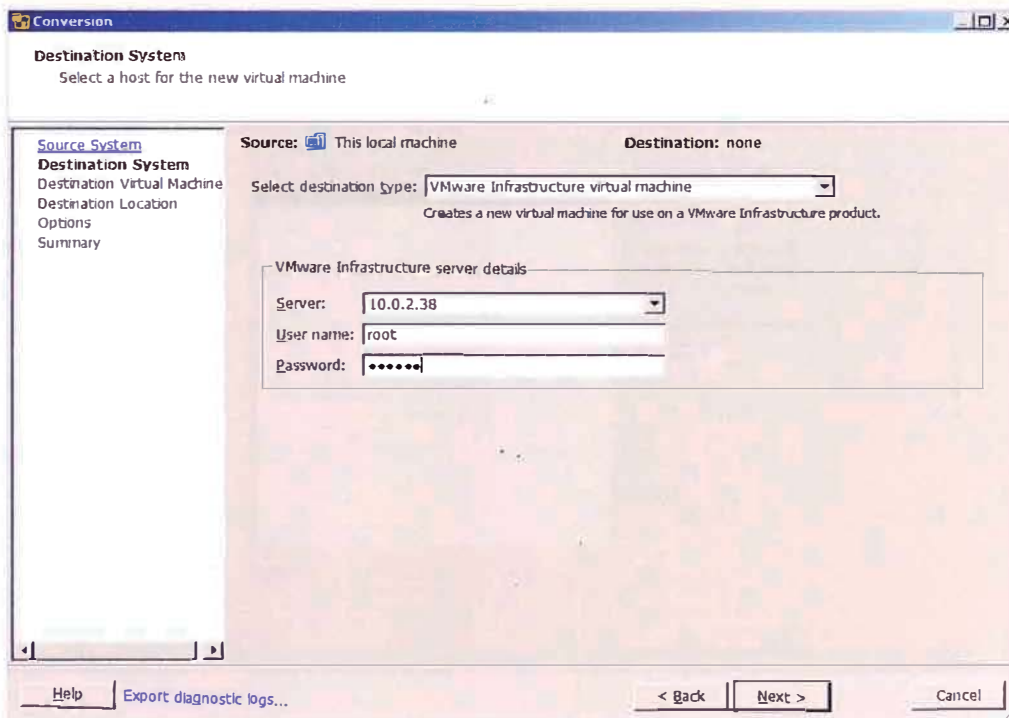 Conversion
Destination System
Select a host for the new virtual machine
Source System
Destination System
Destination Virtual Machine
Destination Location
Options
Summary
Source: This local machine Destination: none
Select destination type: VMware Infrastructure virtual machine
Creates a new virtual machine for use on a VMware Infrastructure product.
VMware Infrastructure server details
Server: 10.0.2.38
User name: root
Password: ••••••
Help Export diagnostic logs... < Back Next > Cancel